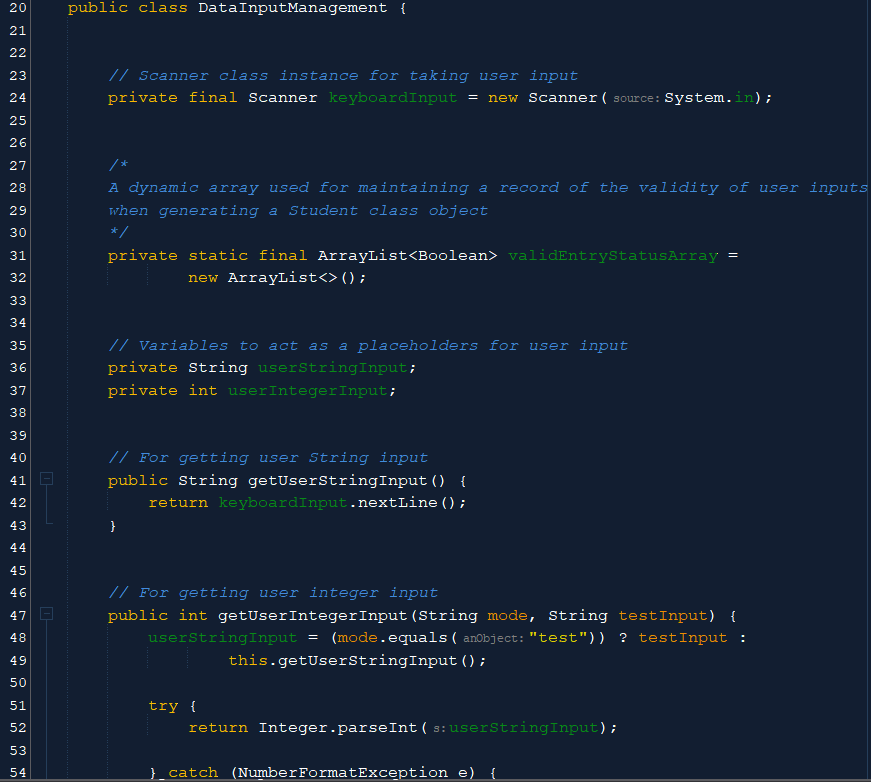 20 public class DataInputManagement {
21
22
23 // Scanner class instance for taking user input
24 private final Scanner keyboardInput = new Scanner( source: System.in);
25
26
27 /*
28 A dynamic array used for maintaining a record of the validity of user inputs
29 when generating a Student class object
30 */
31 private static final ArrayList<Boolean> validEntryStatusArray =
32 new ArrayList<>();
33
34
35 // Variables to act as a placeholders for user input
36 private String userStringInput;
37 private int userIntegerInput;
38
39
40 // For getting user String input
41 public String getUserStringInput() {
42 return keyboardInput.nextLine();
43 }
44
45
46 // For getting user integer input
47 public int getUserIntegerInput(String mode, String testInput) {
48 userStringInput = (mode.equals( anObject: "test")) ? testInput :
49 this.getUserStringInput();
50
51 try {
52 return Integer.parseInt( s: userStringInput);
53
54 } catch (NumberFormatException e) {